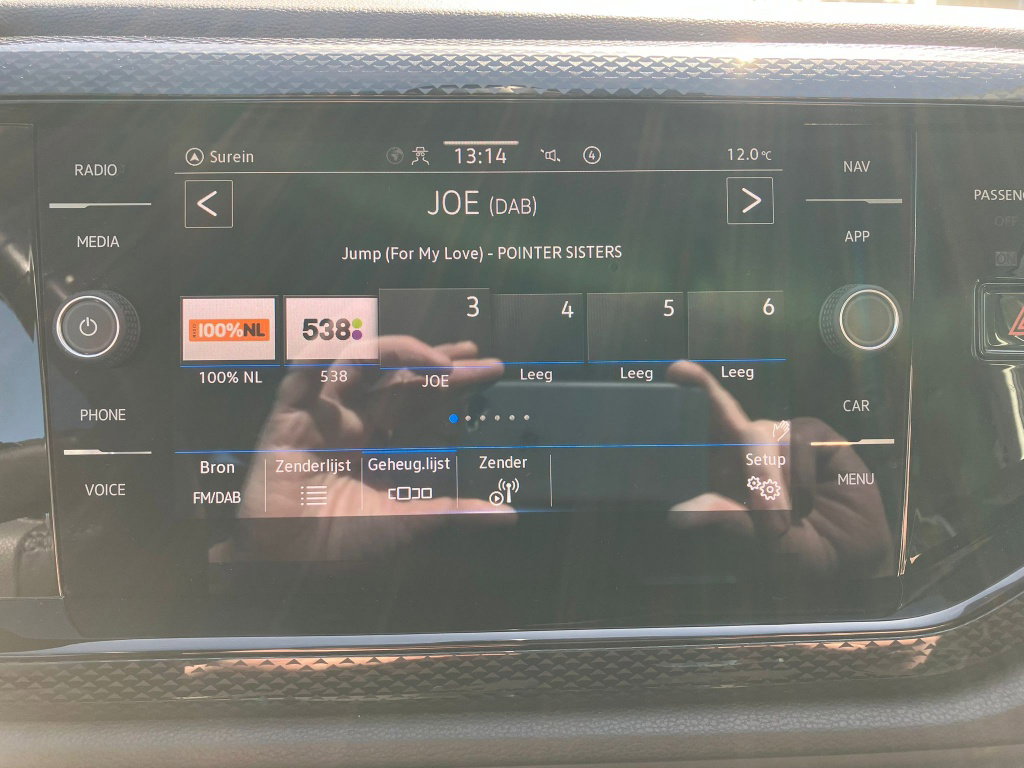 RADIO
MEDIA
PHONE
VOICE
Surein
13:14
4
12.0 °C
JOE (DAB)
Jump (For My Love) - POINTER SISTERS
100%NL
538
3
4
5
6
100% NL
538
JOE
Leeg
Leeg
Leeg
Bron
FM/DAB
Zenderlijst
Geheug.lijst
Zender
Setup
NAV
APP
CAR
MENU
PASSENG
OFF
ON